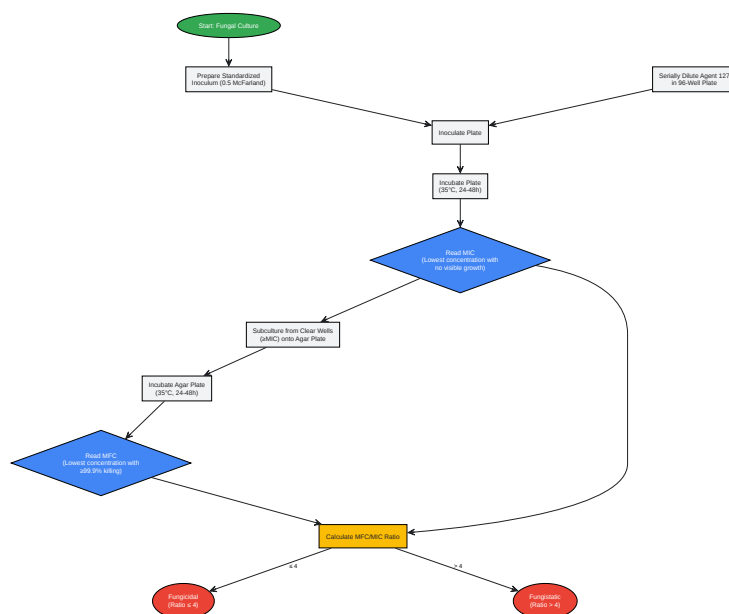 Start: Fungal Culture
Prepare Standardized
Inoculum (0.5 McFarland)
Serially Dilute Agent 127
in 96-Well Plate
Inoculate Plate
Incubate Plate
(35°C, 24-48h)
Read MIC
(Lowest concentration with
no visible growth)
Subculture from Clear Wells
(≥MIC) onto Agar Plate
Incubate Agar Plate
(35°C, 24-48h)
Read MFC
(Lowest concentration with
≥99.9% killing)
Calculate MFC/MIC Ratio
≤ 4
> 4
Fungicidal
(Ratio ≤ 4)
Fungistatic
(Ratio > 4)